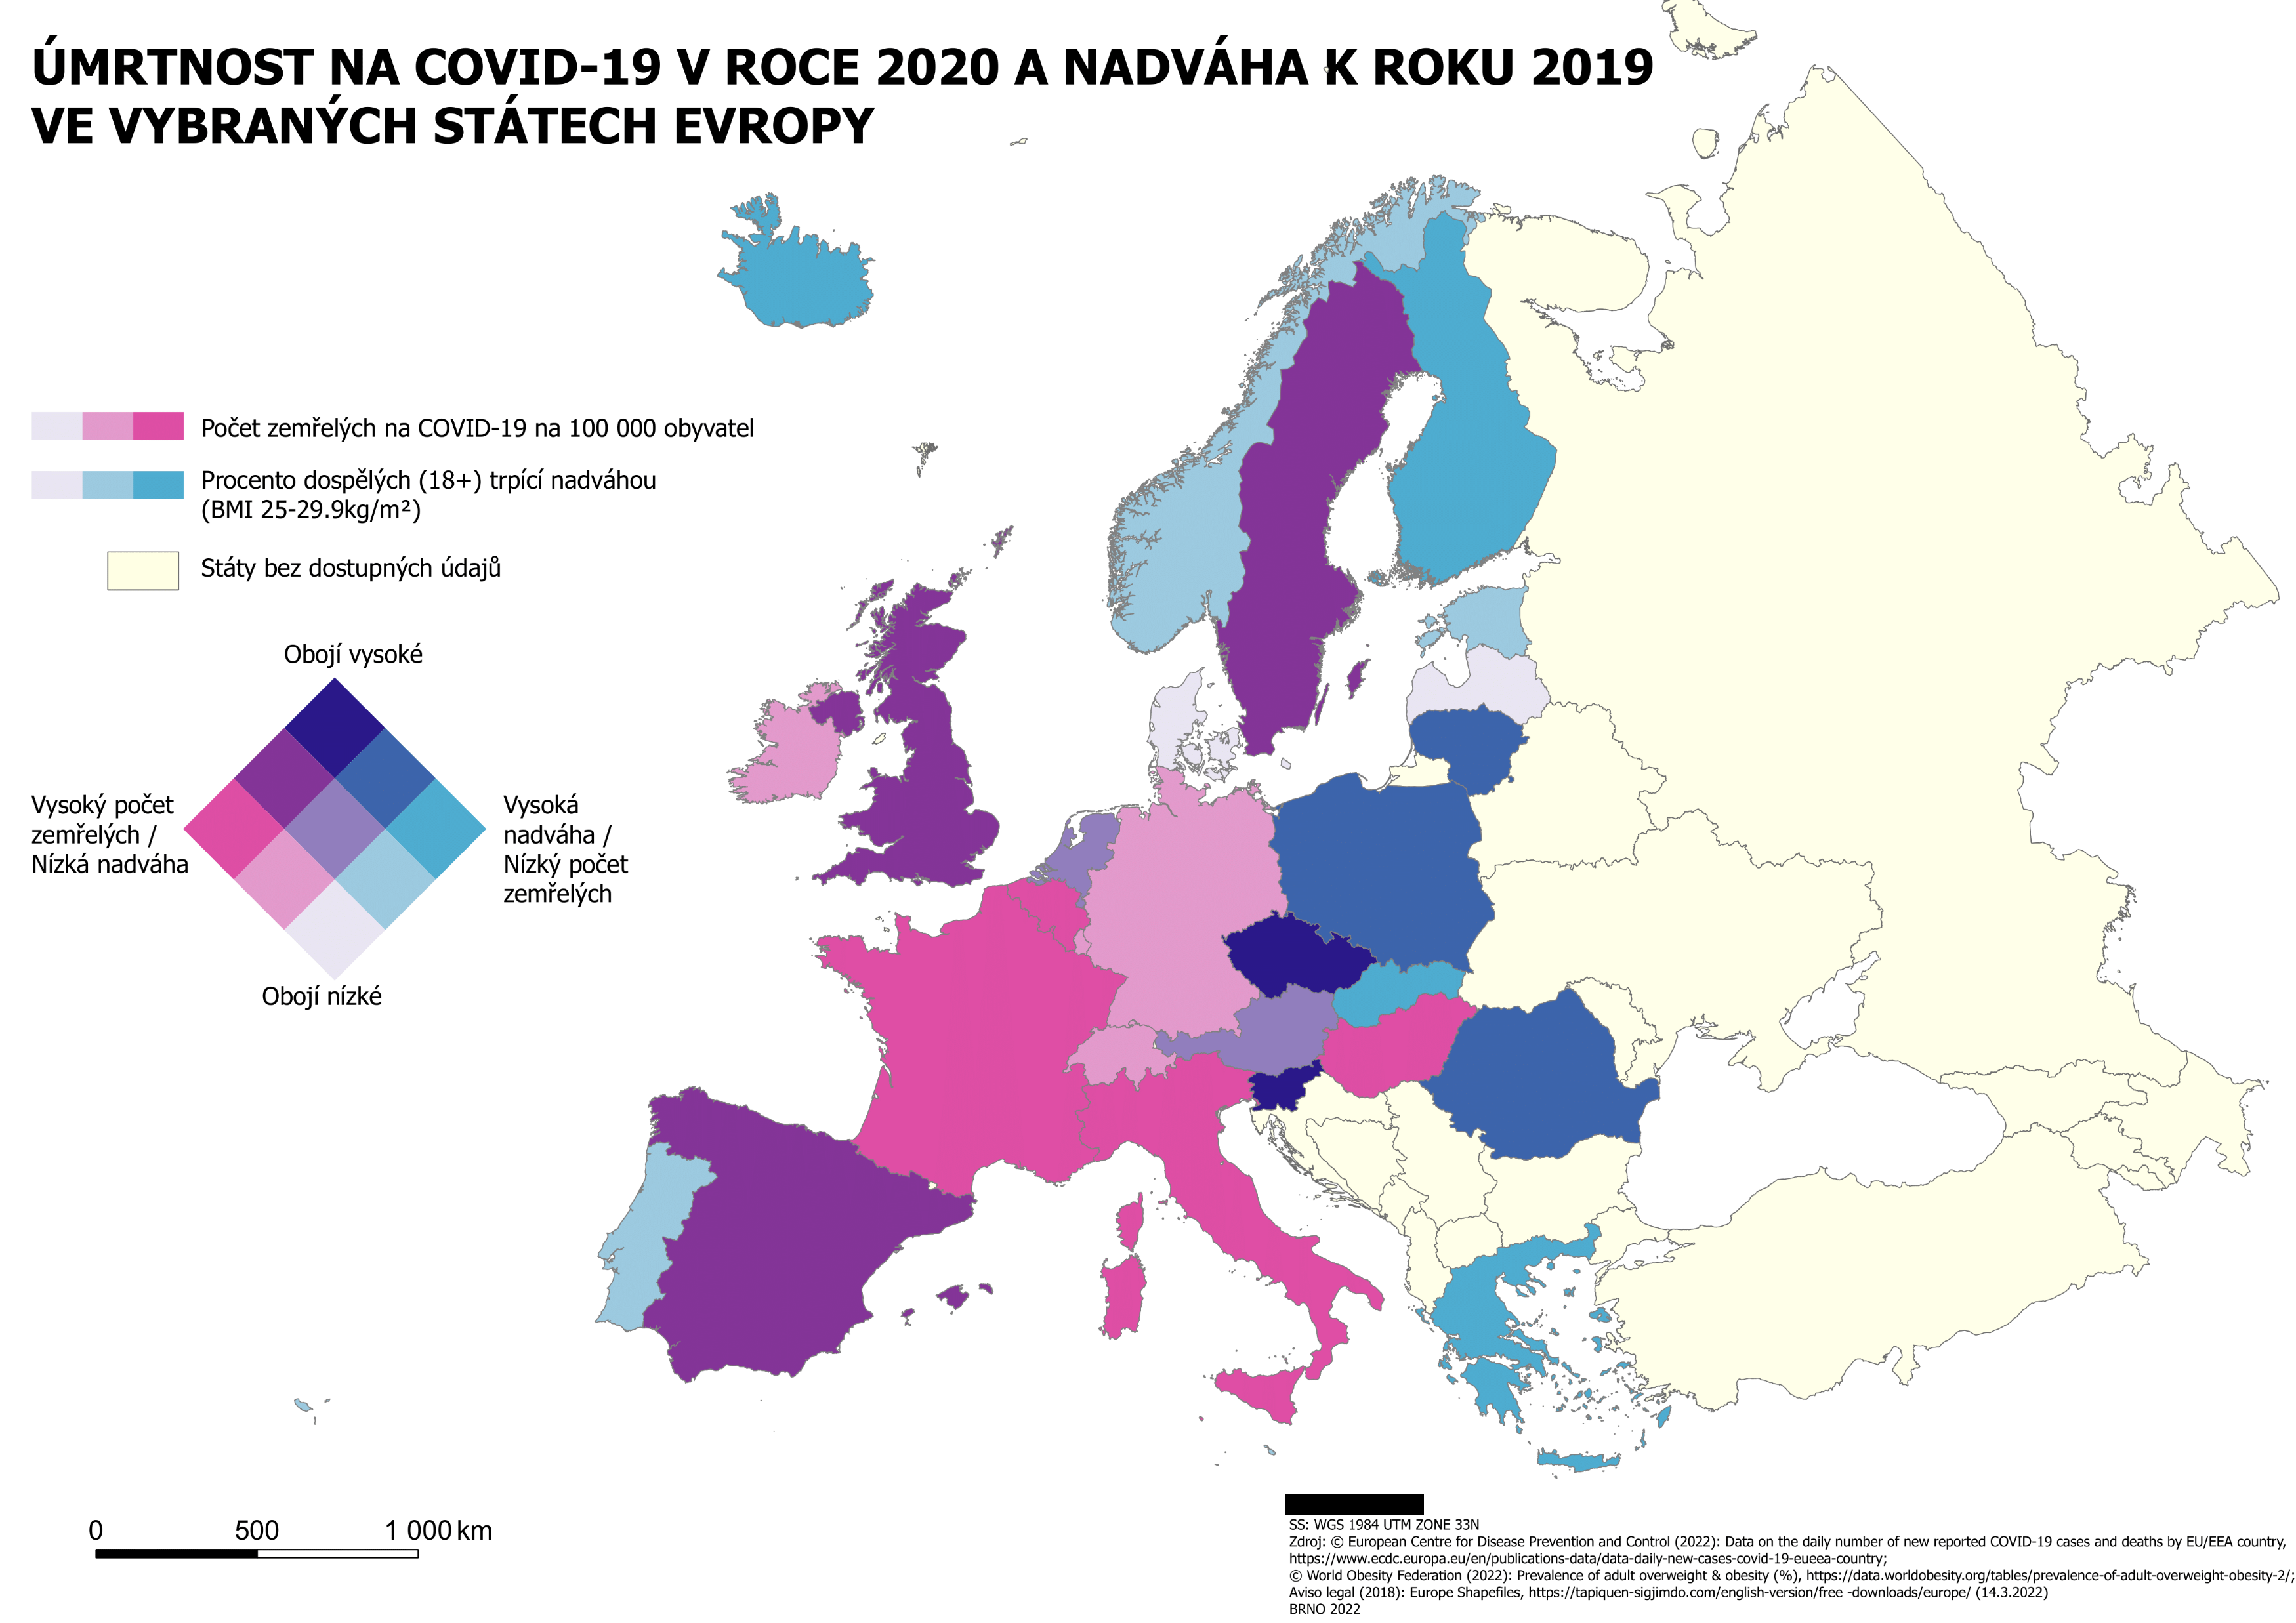 ÚMRTNOST NA COVID-19 V ROCE 2020 A NADVÁHA K ROKU 2019
VE VYBRANÝCH STÁTECH EVROPY
Počet zemřelých na COVID-19 na 100 000 obyvatel
Procento dospělých (18+) trpící nadváhou
(BMI 25-29.9kg/m²)
Státy bez dostupných údajů
Obojí vysoké
Vysoký počet
zemřelých /
Nízká nadváha
Vysoká
nadváha /
Nízký počet
zemřelých
Obojí nízké
0 500 1 000 km
SS: WGS 1984 UTM ZONE 33N
Zdroj: © European Centre for Disease Prevention and Control (2022): Data on the daily number of new reported COVID-19 cases and deaths by EU/EEA country,
https://www.ecdc.europa.eu/en/publications-data/data-daily-new-cases-covid-19-eueea-country;
© World Obesity Federation (2022): Prevalence of adult overweight & obesity (%), https://data.worldobesity.org/tables/prevalence-of-adult-overweight-obesity-2/;
Aviso legal (2018): Europe Shapefiles, https://tapiquen-sigjimdo.com/english-version/free -downloads/europe/ (14.3.2022)
BRNO 2022